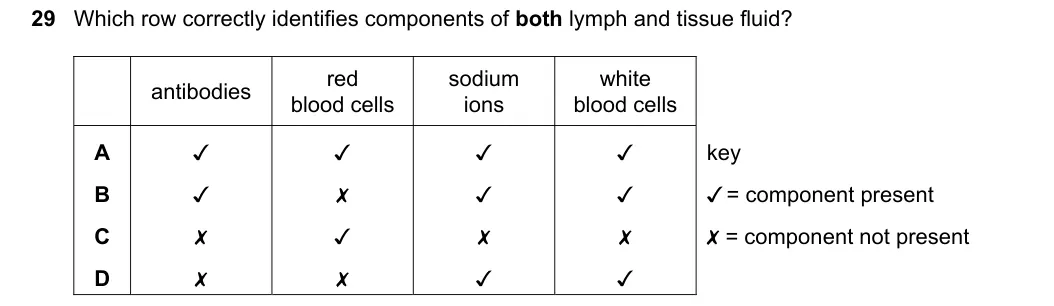 29 Which row correctly identifies components of both lymph and tissue fluid?
antibodies red blood cells sodium ions white blood cells
A ✓ ✓ ✓ ✓ key
B ✓ ✗ ✓ ✓ ✓ = component present
C ✗ ✓ ✗ ✗ ✗ = component not present
D ✗ ✗ ✓ ✓